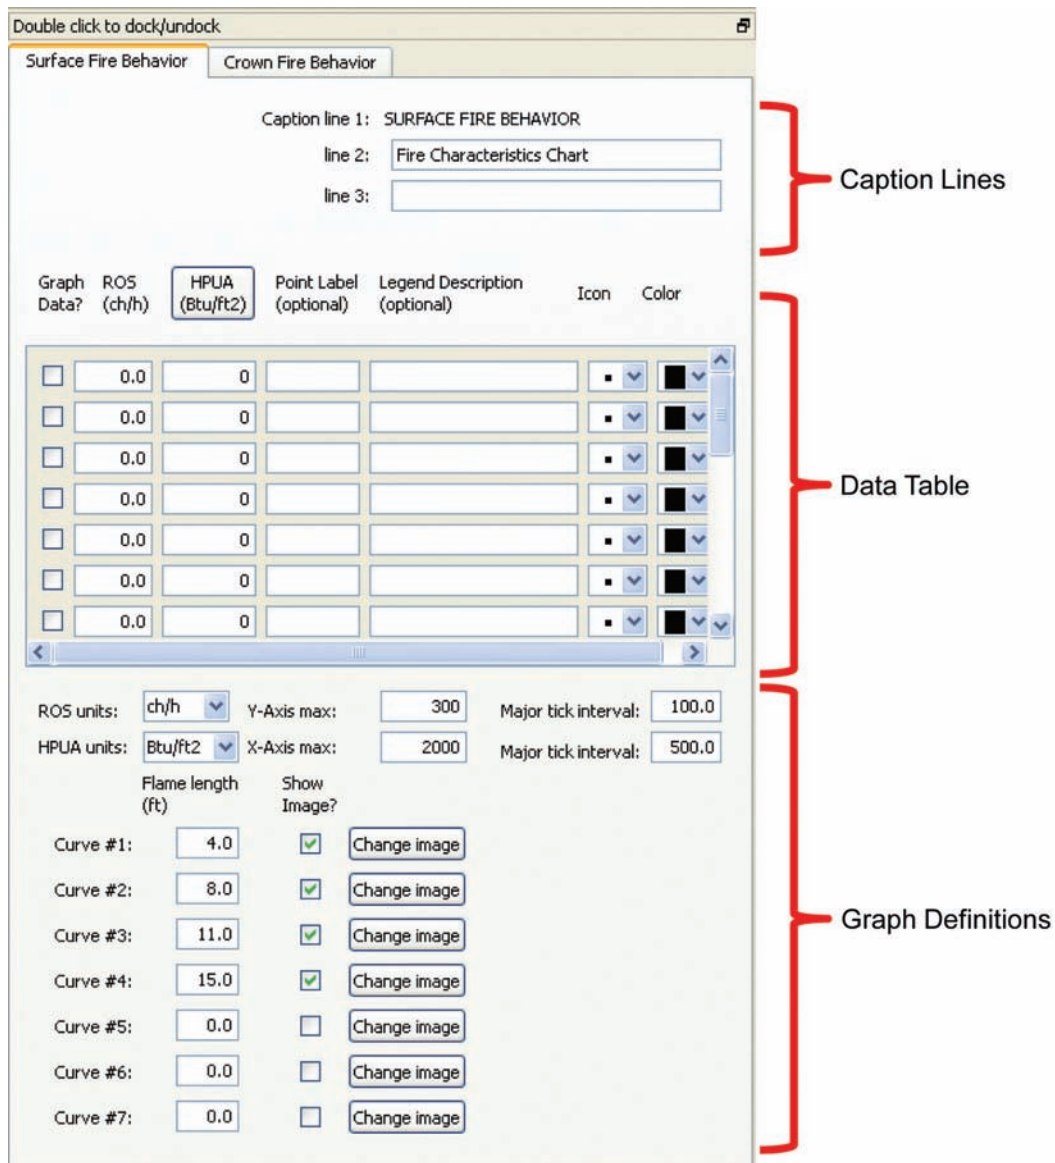 Double click to dock/undock
Surface Fire Behavior Crown Fire Behavior
Caption line 1: SURFACE FIRE BEHAVIOR
line 2: Fire Characteristics Chart
line 3:
Caption Lines
Graph Data? ROS (ch/h) HPUA (Btu/ft2) Point Label (optional) Legend Description (optional) Icon Color
0.0 0
0.0 0
0.0 0
0.0 0
0.0 0
0.0 0
0.0 0
Data Table
ROS units: ch/h Y-Axis max: 300 Major tick interval: 100.0
HPUA units: Btu/ft2 X-Axis max: 2000 Major tick interval: 500.0
Flame length (ft) Show Image?
Curve #1: 4.0 Change image
Curve #2: 8.0 Change image
Curve #3: 11.0 Change image
Curve #4: 15.0 Change image
Curve #5: 0.0 Change image
Curve #6: 0.0 Change image
Curve #7: 0.0 Change image
Graph Definitions